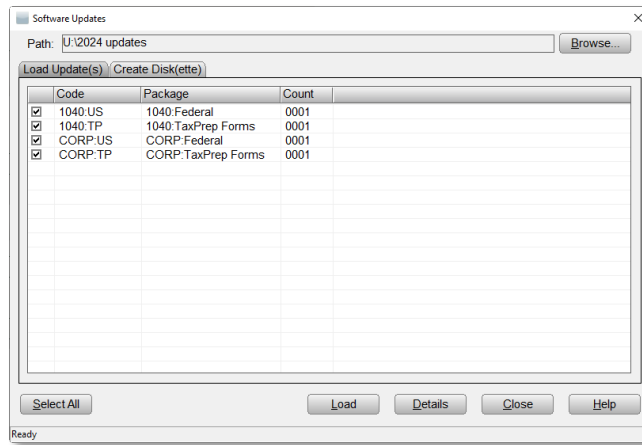 Software Updates
Path: U:\2024 updates Browse...
Load Update(s) Create Disk(ette)
Code Package Count
1040:US 1040:Federal 0001
1040:TP 1040:TaxPrep Forms 0001
CORP:US CORP:Federal 0001
CORP:TP CORP:TaxPrep Forms 0001
Select All Load Details Close Help
Ready